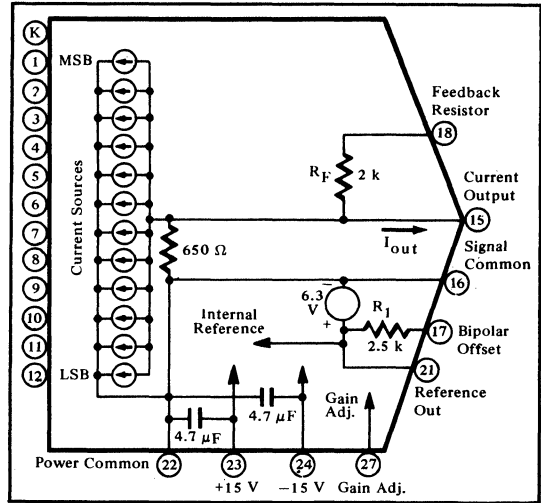 K
1
MSB
2
3
4
5
6
7
8
9
10
11
12
LSB
Current Sources
Feedback
Resistor
18
R_F
2 k
Current
Output
15
I_out
650 Ω
Signal
Common
16
6.3
V
−
+
R_1
2.5 k
17
Bipolar
Offset
Internal
Reference
21
Reference
Out
4.7 μF
4.7 μF
Gain
Adj.
Power Common
22
23
24
27
+15 V
−15 V
Gain Adj.